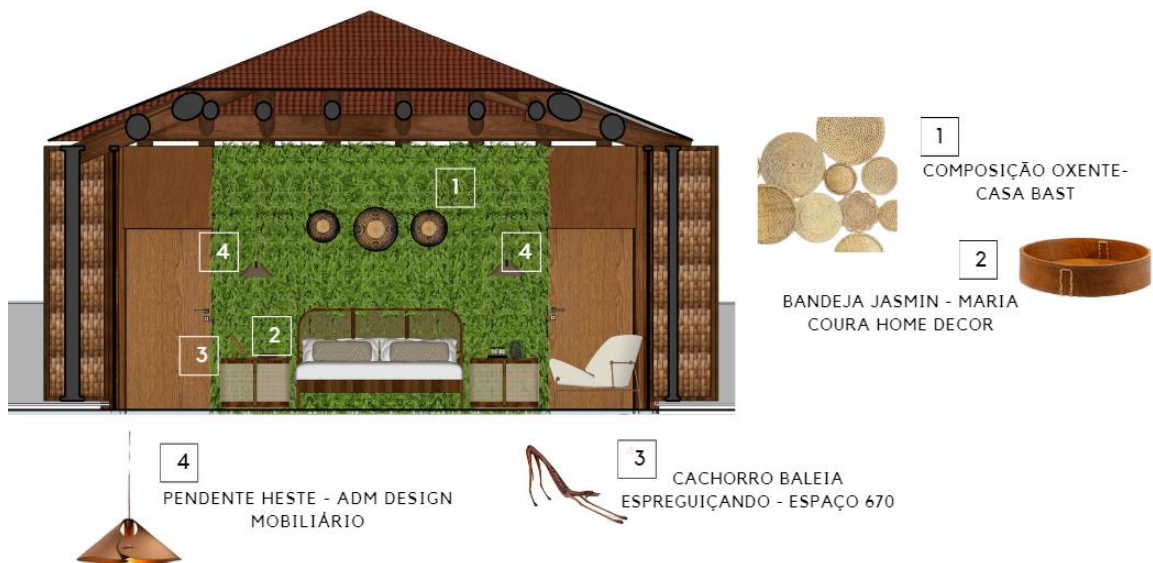 1
4
4
2
3
1
COMPOSIÇÃO OXENTE-
CASA BAST
2
BANDEJA JASMIN - MARIA
COURA HOME DECOR
4
PENDENTE HESTE - ADM DESIGN
MOBILIÁRIO
3
CACHORRO BALEIA
ESPREGUIÇANDO - ESPAÇO 670